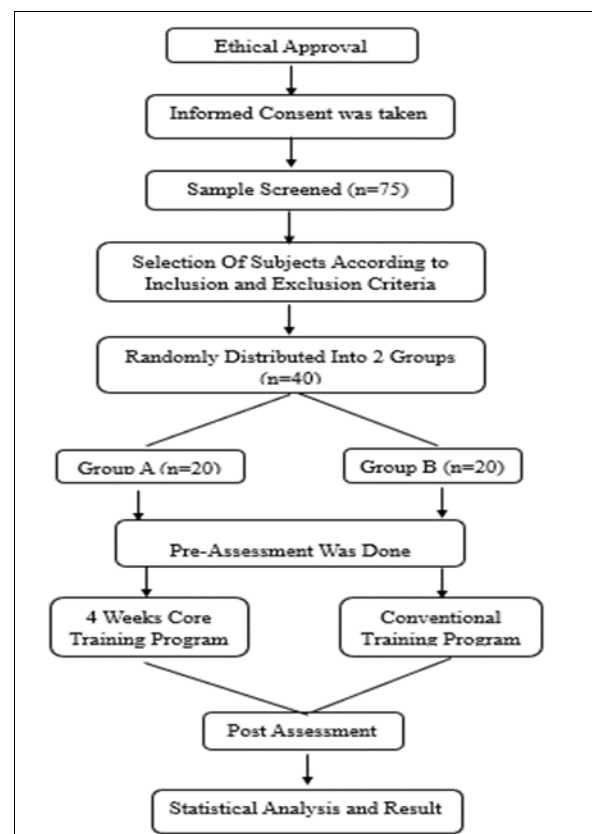 Ethical Approval
Informed Consent was taken
Sample Screened (n=75)
Selection Of Subjects According to
Inclusion and Exclusion Criteria
Randomly Distributed Into 2 Groups
(n=40)
Group A (n=20)
Group B (n=20)
Pre-Assessment Was Done
4 Weeks Core
Training Program
Conventional
Training Program
Post Assessment
Statistical Analysis and Result